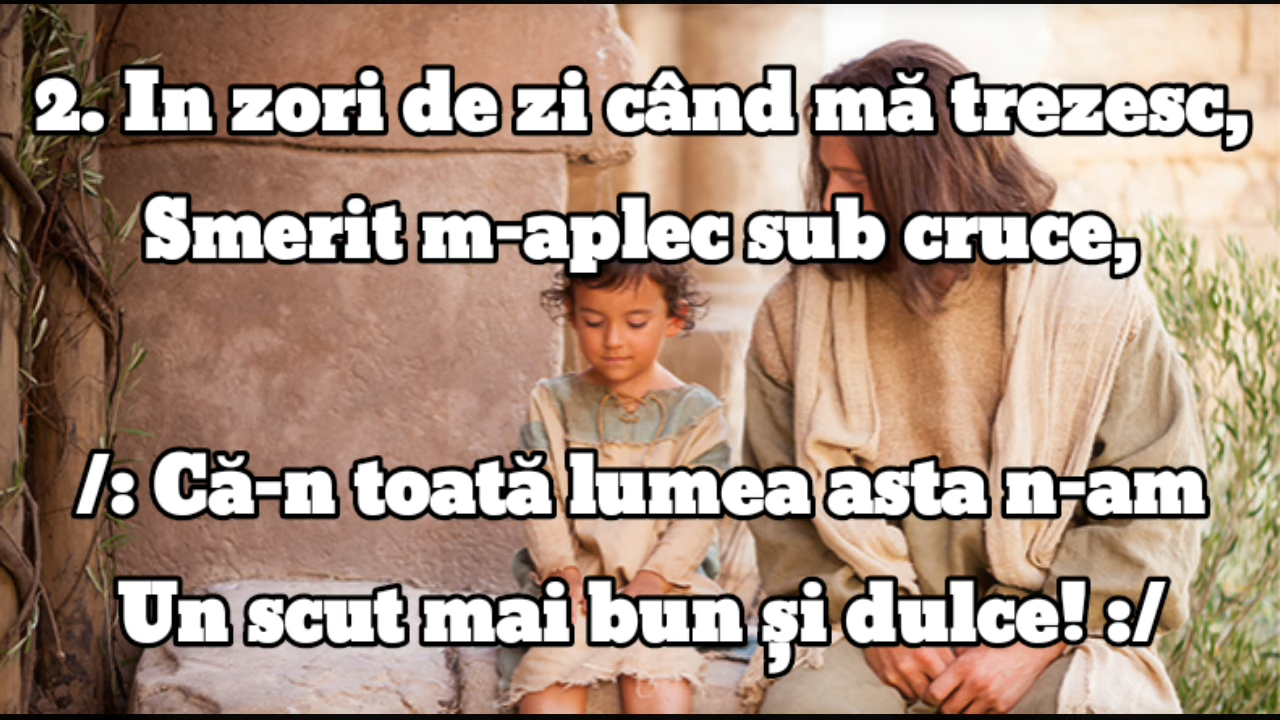 2. In zori de zi când mă trezesc,
Smerit m-aplec sub cruce,
/: Că-n toată lumea asta n-am
Un scut mai bun și dulce! :/